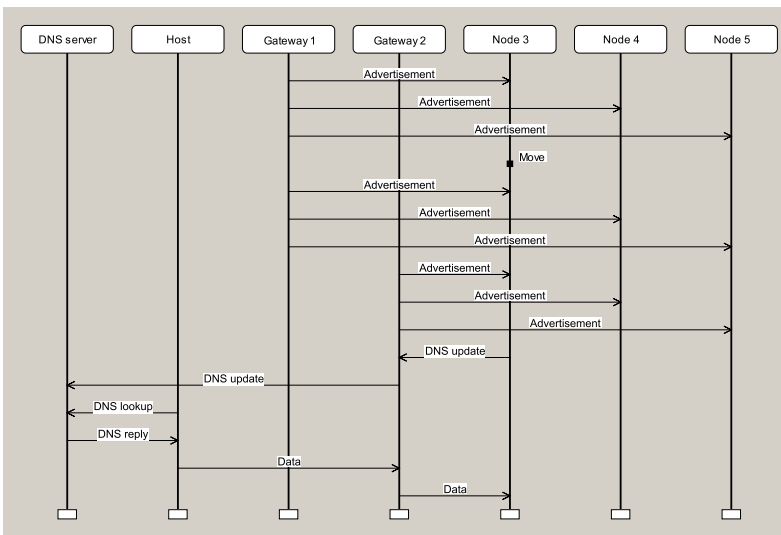 DNS server
Host
Gateway 1
Gateway 2
Node 3
Node 4
Node 5
Advertisement
Advertisement
Advertisement
Move
Advertisement
Advertisement
Advertisement
Advertisement
Advertisement
Advertisement
DNS update
DNS update
DNS lookup
DNS reply
Data
Data